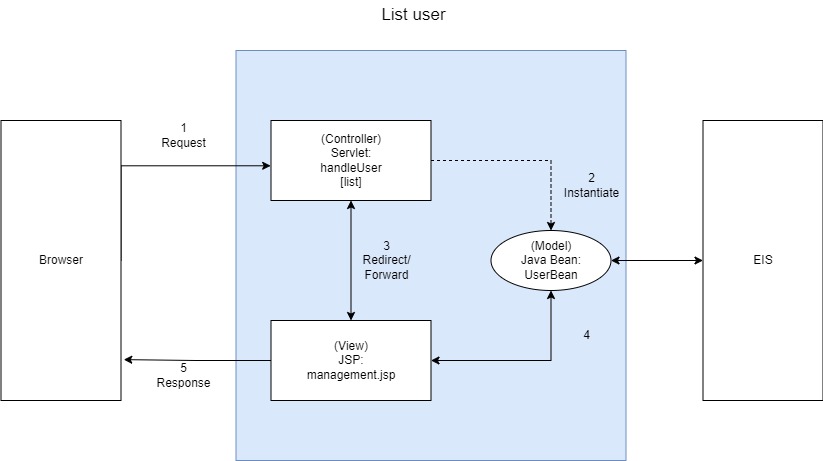 List user
1
Request
(Controller)
Servlet:
handleUser
[list]
2
Instantiate
3
Redirect/
Forward
(Model)
Java Bean:
UserBean
Browser
EIS
4
(View)
JSP:
management.jsp
5
Response